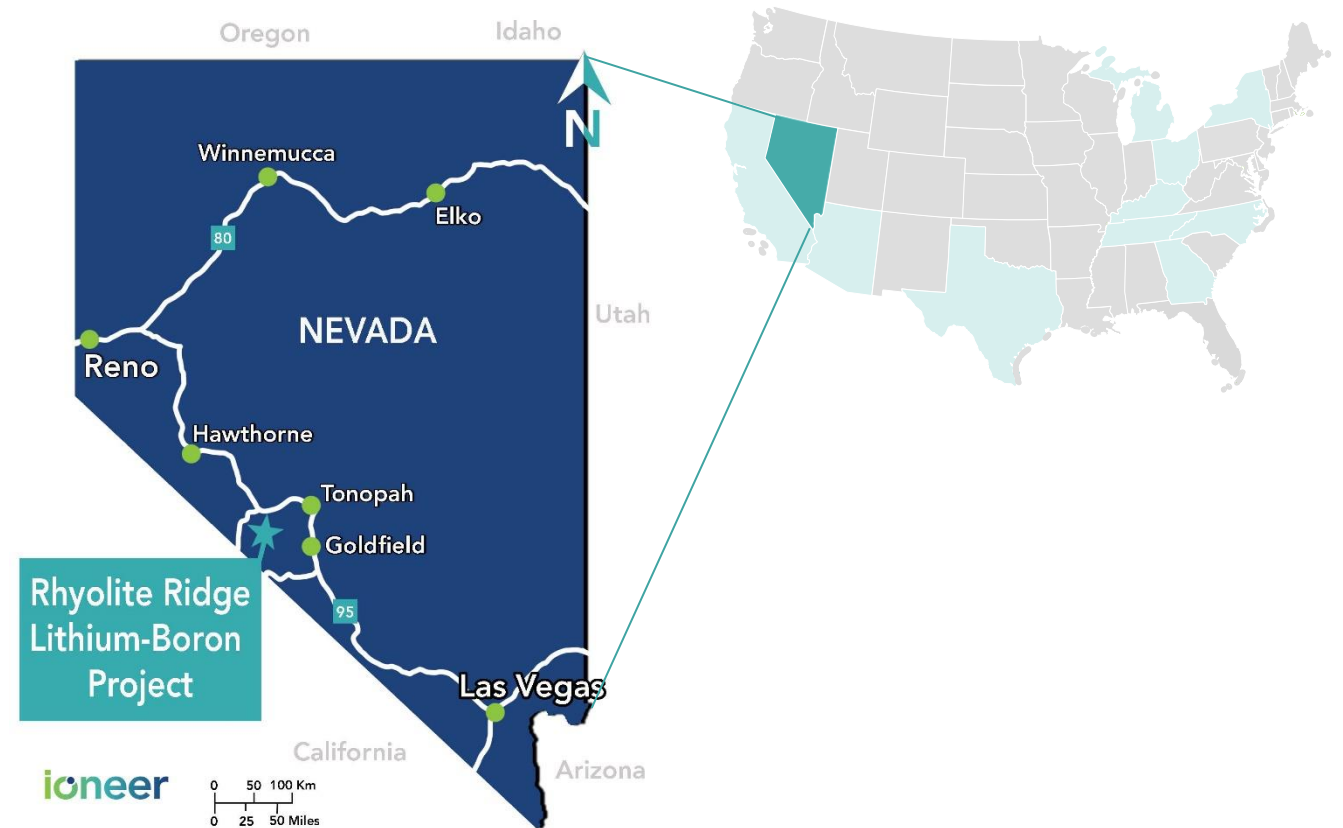 Oregon
Idaho
N
Winnemucca
Elko
80
NEVADA
Utah
Reno
Hawthorne
Tonopah
Goldfield
Rhyolite Ridge
Lithium-Boron
Project
95
Las Vegas
California
Arizona
ioneer
0 50 100 Km
0 25 50 Miles